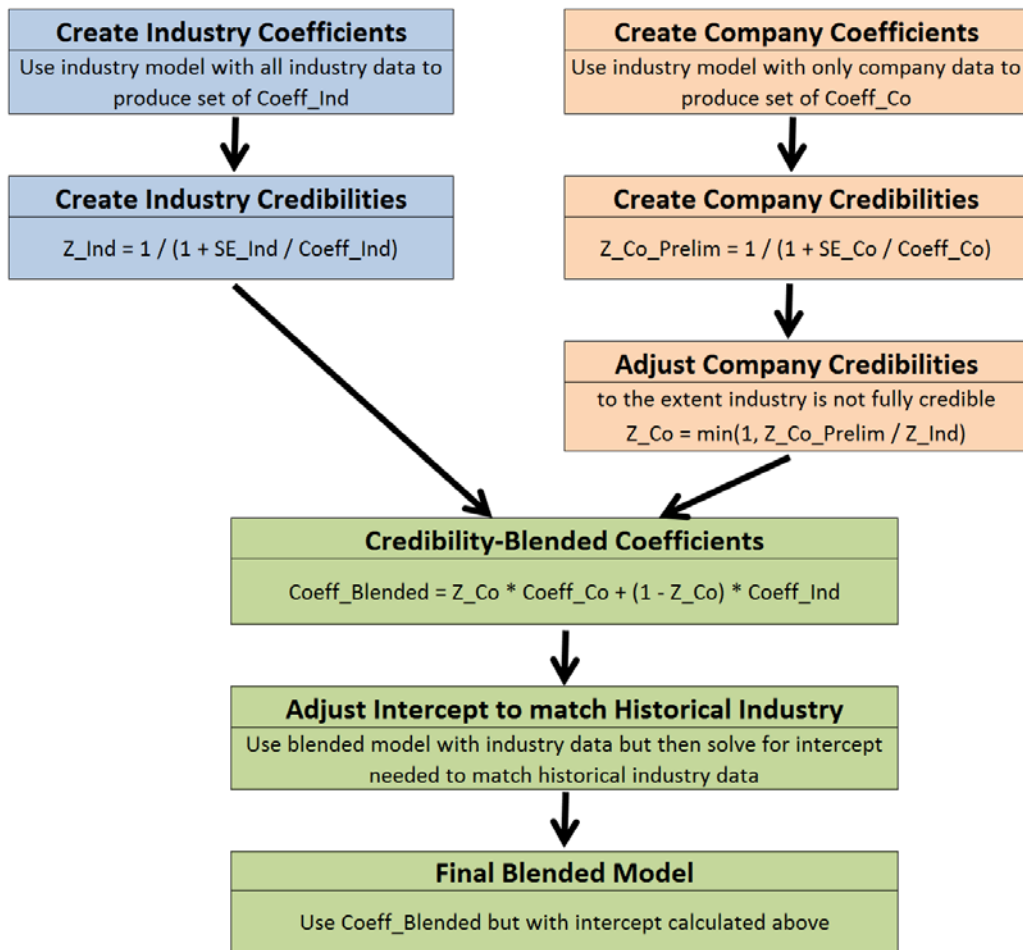 Create Industry Coefficients
Use industry model with all industry data to
produce set of Coeff_Ind
Create Company Coefficients
Use industry model with only company data to
produce set of Coeff_Co
Create Industry Credibilities
Z_Ind = 1 / (1 + SE_Ind / Coeff_Ind)
Create Company Credibilities
Z_Co_Prelim = 1 / (1 + SE_Co / Coeff_Co)
Adjust Company Credibilities
to the extent industry is not fully credible
Z_Co = min(1, Z_Co_Prelim / Z_Ind)
Credibility-Blended Coefficients
Coeff_Blended = Z_Co * Coeff_Co + (1 - Z_Co) * Coeff_Ind
Adjust Intercept to match Historical Industry
Use blended model with industry data but then solve for intercept
needed to match historical industry data
Final Blended Model
Use Coeff_Blended but with intercept calculated above